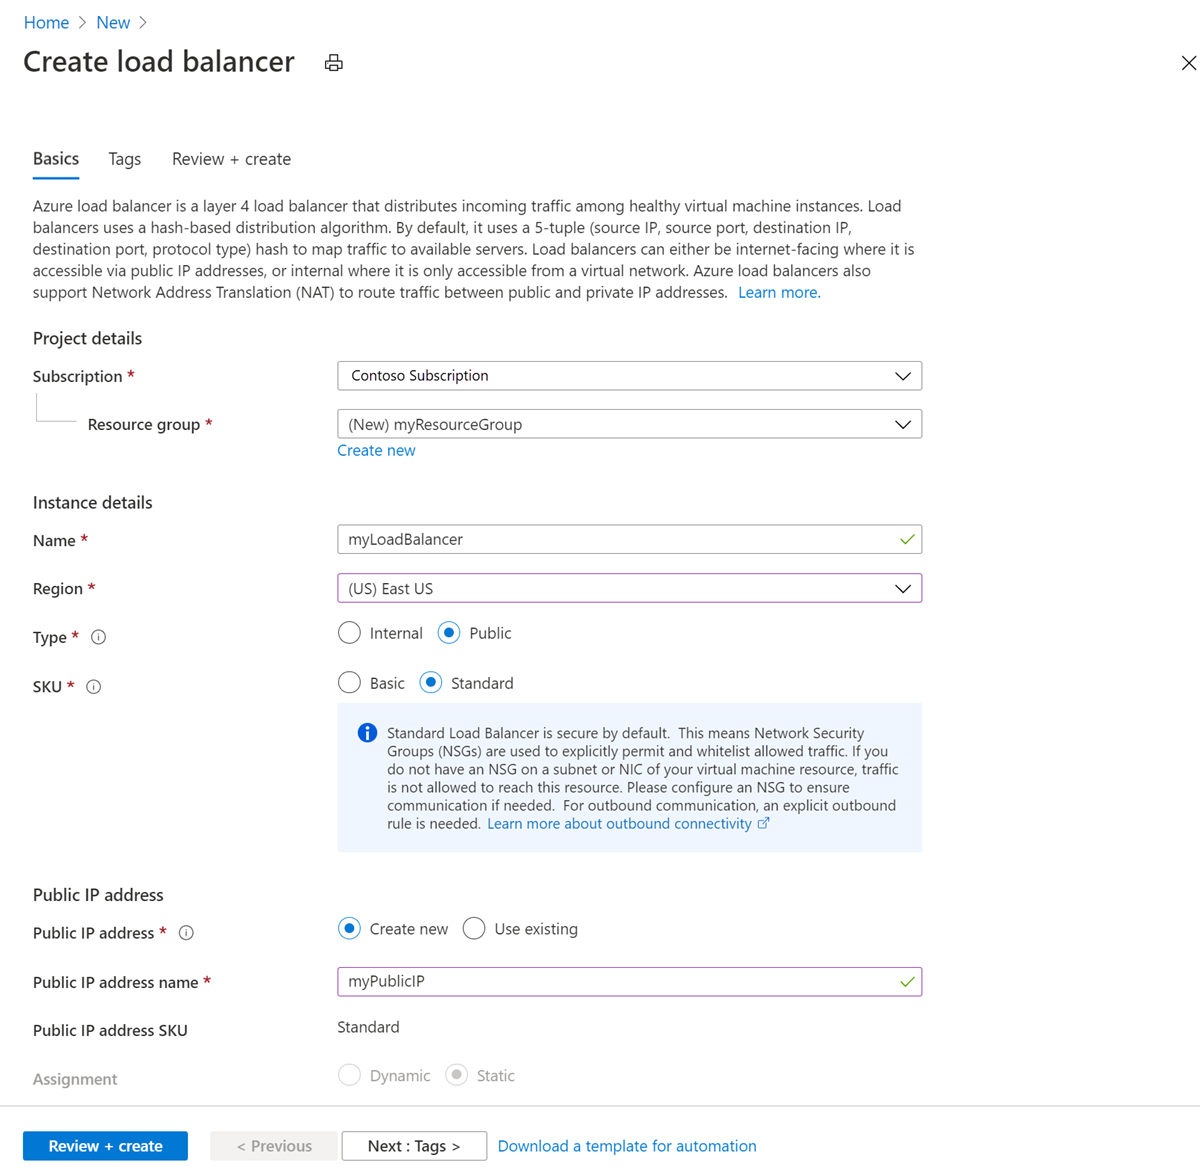 Home > New >
Create load balancer
Basics Tags Review + create
Azure load balancer is a layer 4 load balancer that distributes incoming traffic among healthy virtual machine instances. Load
balancers uses a hash-based distribution algorithm. By default, it uses a 5-tuple (source IP, source port, destination IP,
destination port, protocol type) hash to map traffic to available servers. Load balancers can either be internet-facing where it is
accessible via public IP addresses, or internal where it is only accessible from a virtual network. Azure load balancers also
support Network Address Translation (NAT) to route traffic between public and private IP addresses. Learn more.
Project details
Subscription * Contoso Subscription
Resource group * (New) myResourceGroup
Create new
Instance details
Name * myLoadBalancer
Region * (US) East US
Type * Internal Public
SKU * Basic Standard
Standard Load Balancer is secure by default. This means Network Security
Groups (NSGs) are used to explicitly permit and whitelist allowed traffic. If you
do not have an NSG on a subnet or NIC of your virtual machine resource, traffic
is not allowed to reach this resource. Please configure an NSG to ensure
communication if needed. For outbound communication, an explicit outbound
rule is needed. Learn more about outbound connectivity
Public IP address
Public IP address * Create new Use existing
Public IP address name * myPublicIP
Public IP address SKU Standard
Assignment Dynamic Static
Review + create < Previous Next : Tags > Download a template for automation